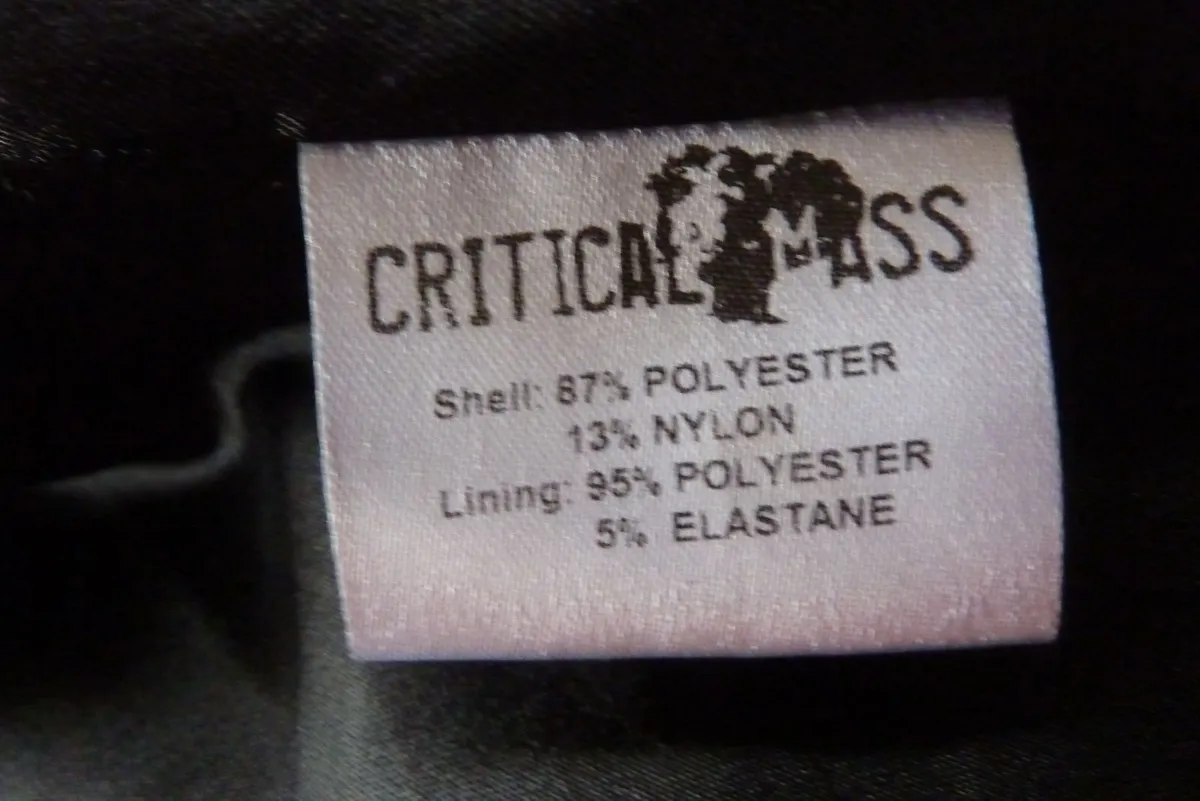 CRITICAL MASS
Shell: 87% POLYESTER
13% NYLON
Lining: 95% POLYESTER
5% ELASTANE